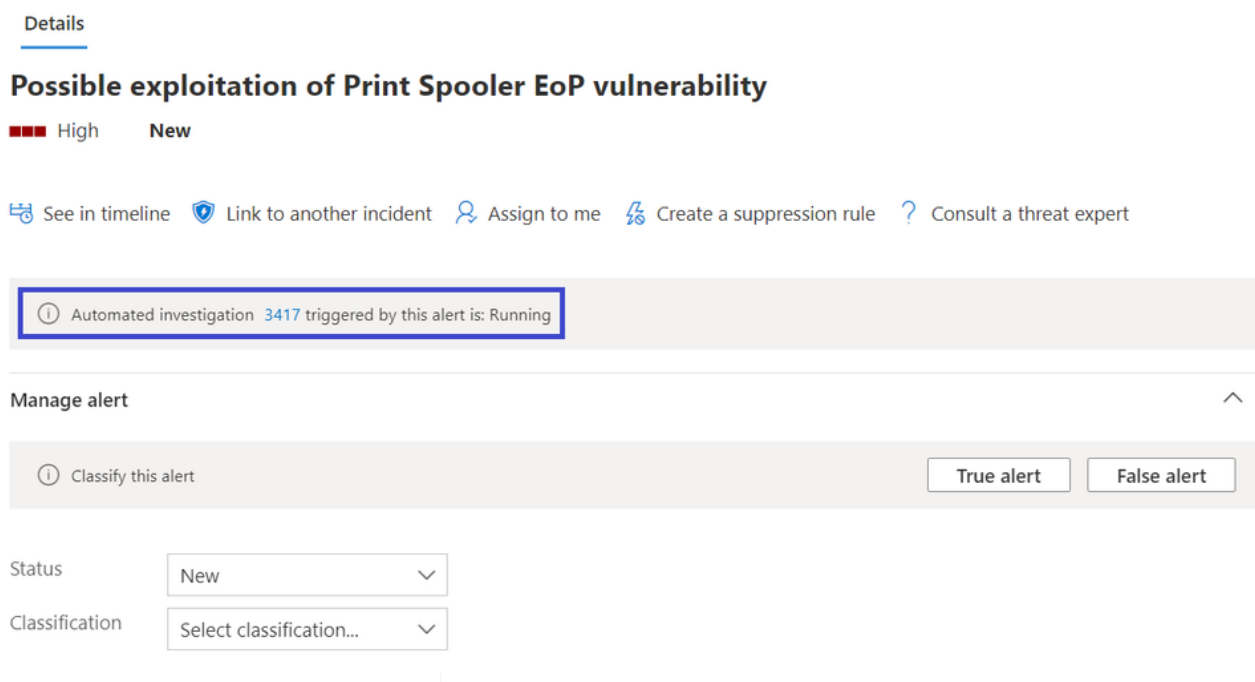 Details
Possible exploitation of Print Spooler EoP vulnerability
High New
See in timeline Link to another incident Assign to me Create a suppression rule ? Consult a threat expert
Automated investigation 3417 triggered by this alert is: Running
Manage alert
Classify this alert True alert False alert
Status New
Classification Select classification...